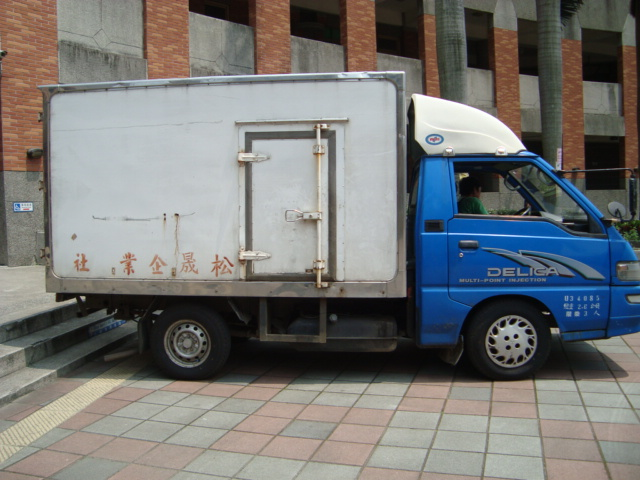 松晟企業社
DELICA
MULTI-POINT INJECTION